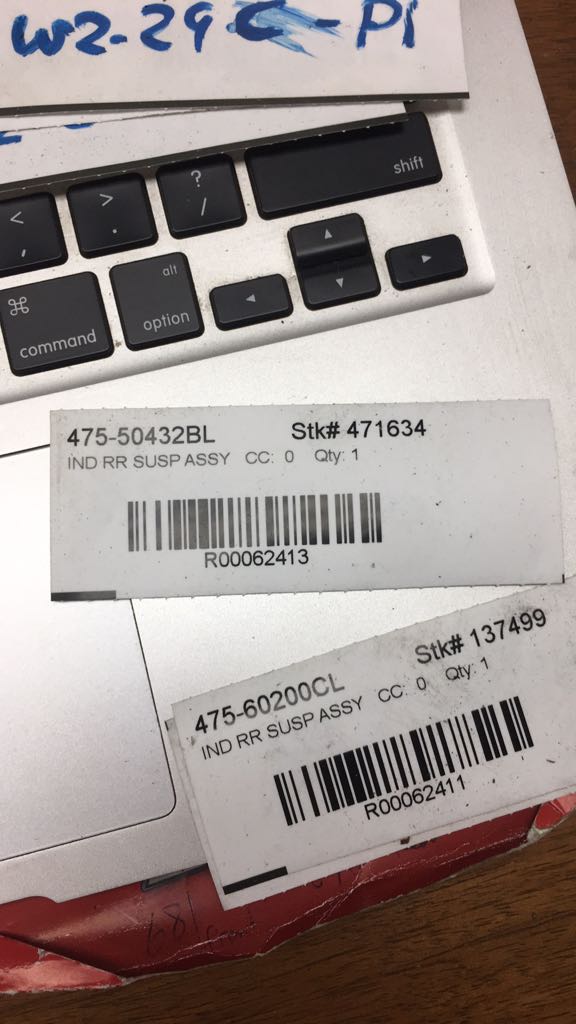 W2-29C-P1
shift
? /
> .
< ,
alt
option
⌘
command
475-50432BL Stk# 471634
IND RR SUSP ASSY CC: 0 Qty: 1
R00062413
475-60200CL Stk# 137499
IND RR SUSP ASSY CC: 0 Qty: 1
R00062411